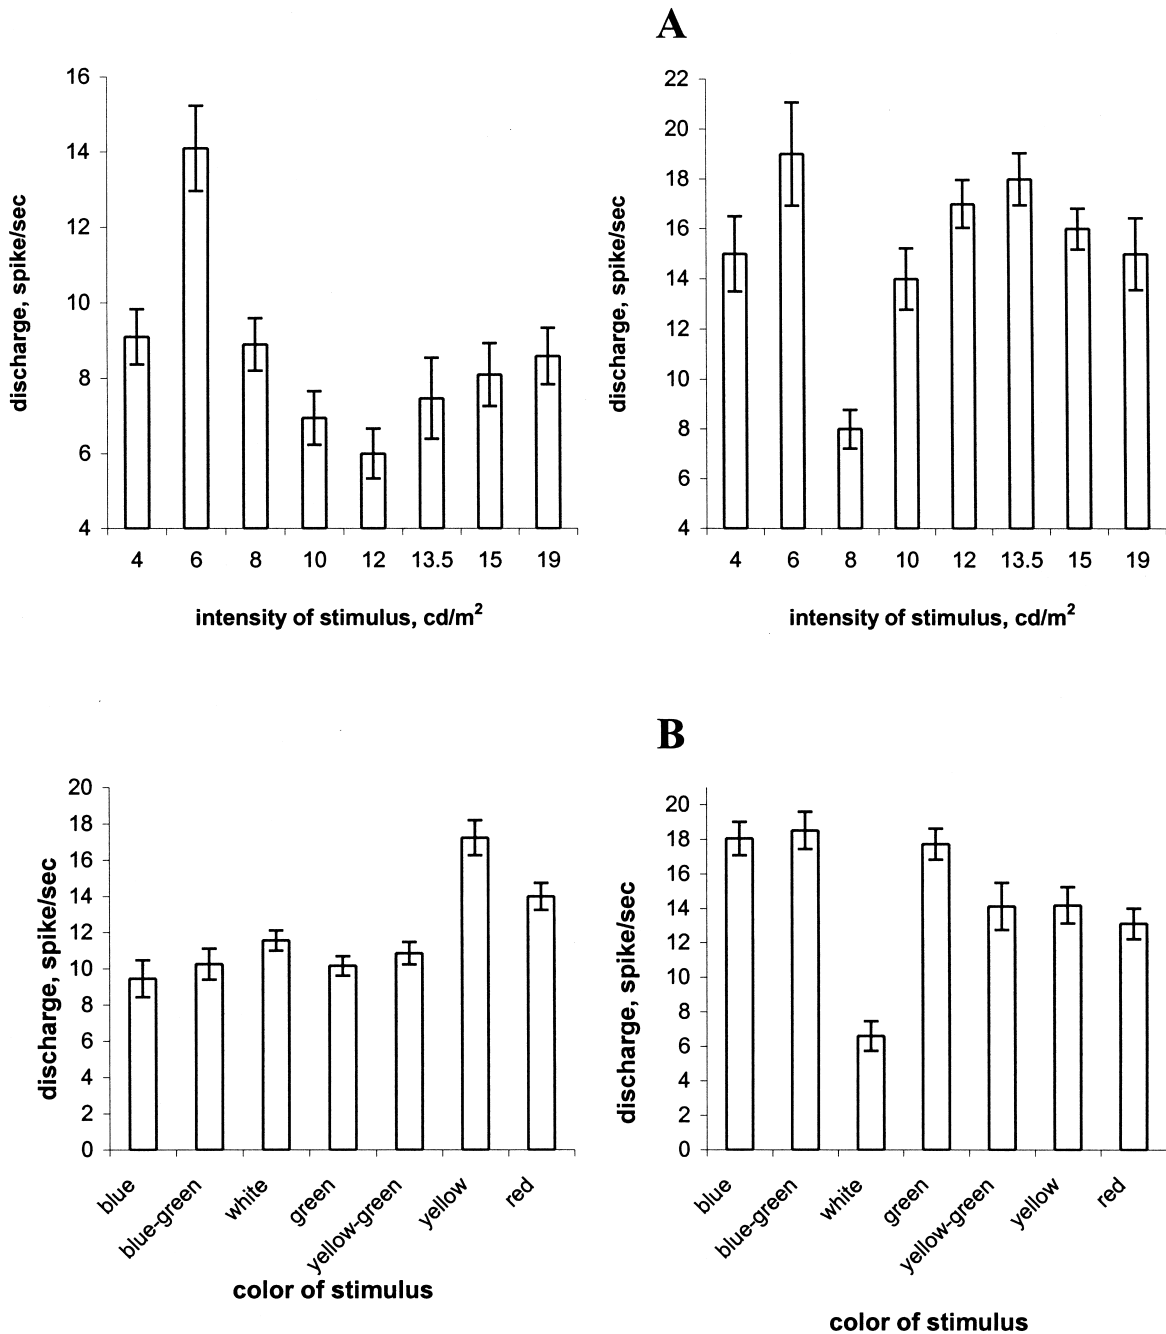 A
16
14
12
10
8
6
4
discharge, spike/sec
4 6 8 10 12 13.5 15 19
intensity of stimulus, cd/m²
22
20
18
16
14
12
10
8
6
4
discharge, spike/sec
4 6 8 10 12 13.5 15 19
intensity of stimulus, cd/m²
B
20
18
16
14
12
10
8
6
4
2
0
discharge, spike/sec
blue
blue-green
white
green
yellow-green
yellow
red
color of stimulus
20
18
16
14
12
10
8
6
4
2
0
discharge, spike/sec
blue
blue-green
white
green
yellow-green
yellow
red
color of stimulus